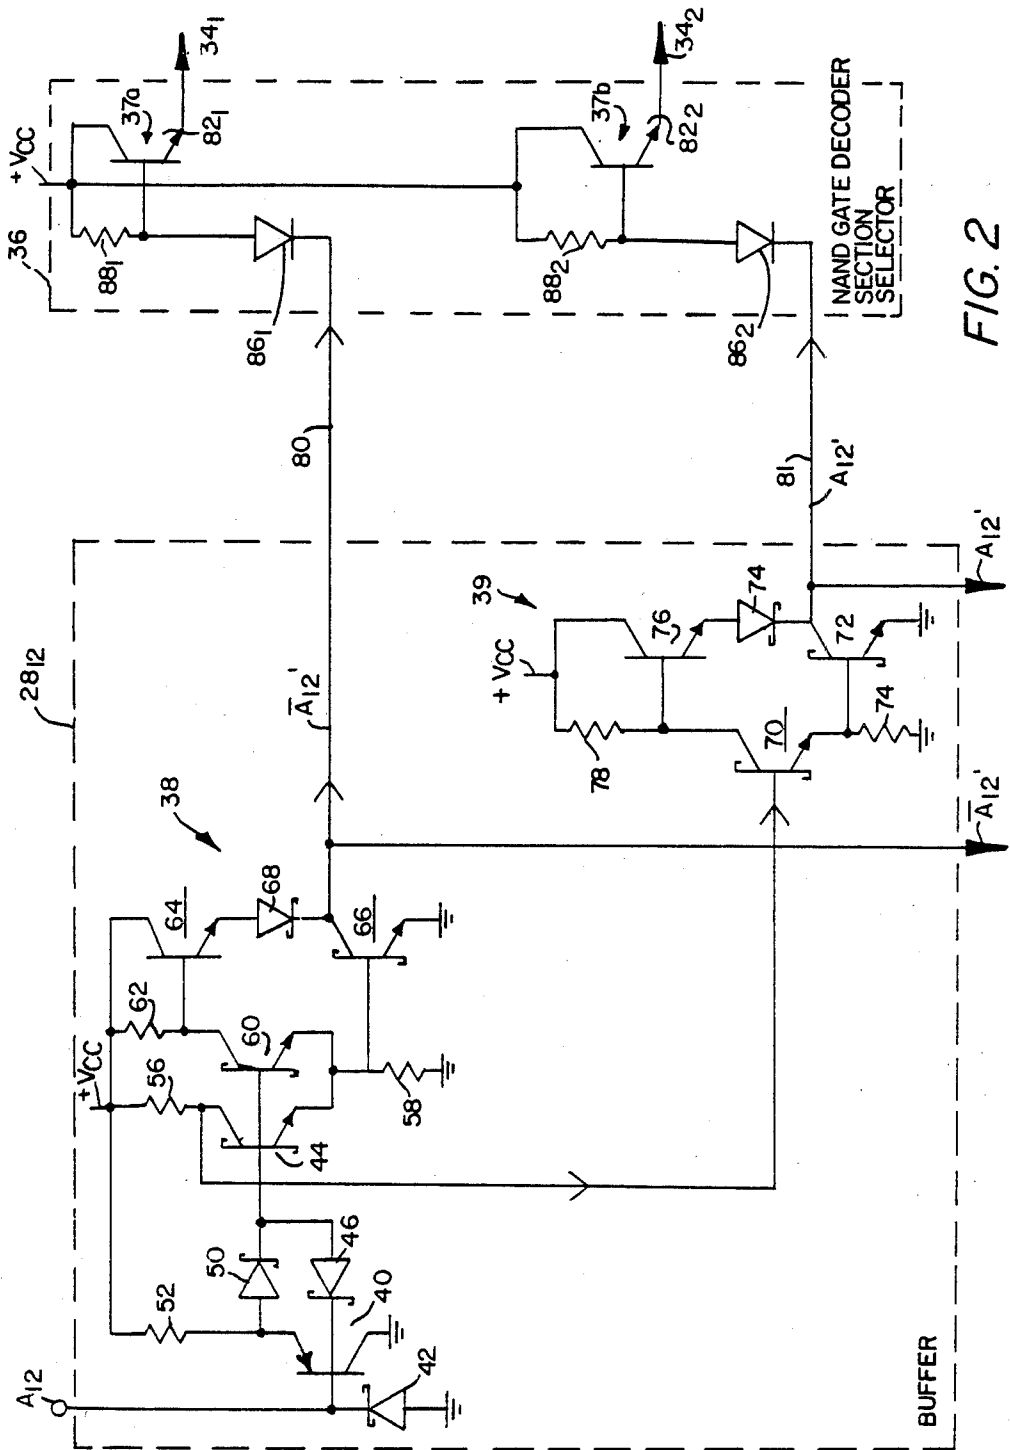 36
+VCC
37a
34₁
88₁
82₁
86₁
37b
34₂
88₂
82₂
86₂
NAND GATE DECODER
SECTION
SELECTOR
FIG. 2
80
81
A̅12'
A12'
28₁₂
38
39
+VCC
64
62
68
66
56
60
58
44
52
50
46
40
42
A12
+VCC
76
74
78
70
72
74
A̅12'
A12'
BUFFER